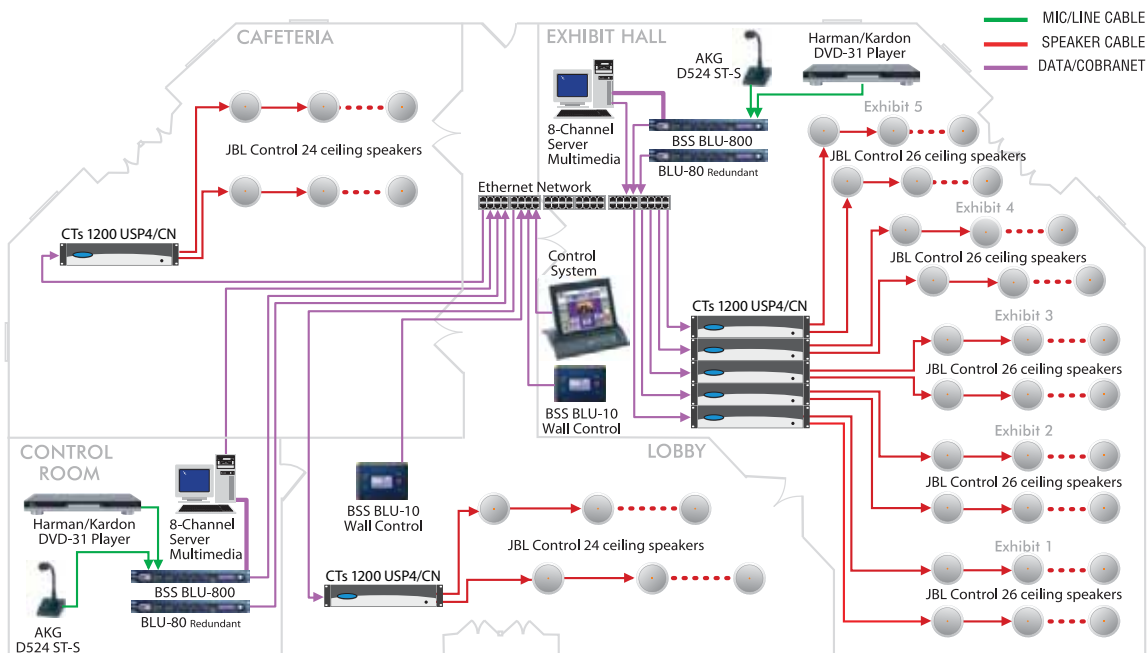 CAFETERIA
EXHIBIT HALL
MIC/LINE CABLE
SPEAKER CABLE
DATA/COBRANET
AKG
D524 ST-S
Harman/Kardon
DVD-31 Player
8-Channel
Server
Multimedia
BSS BLU-800
BLU-80 Redundant
Exhibit 5
JBL Control 26 ceiling speakers
JBL Control 24 ceiling speakers
Ethernet Network
Exhibit 4
JBL Control 26 ceiling speakers
CTs 1200 USP4/CN
Control
System
CTs 1200 USP4/CN
Exhibit 3
JBL Control 26 ceiling speakers
BSS BLU-10
Wall Control
Exhibit 2
JBL Control 26 ceiling speakers
CONTROL
ROOM
LOBBY
Harman/Kardon
DVD-31 Player
8-Channel
Server
Multimedia
BSS BLU-10
Wall Control
JBL Control 24 ceiling speakers
Exhibit 1
JBL Control 26 ceiling speakers
CTs 1200 USP4/CN
BSS BLU-800
BLU-80 Redundant
AKG
D524 ST-S